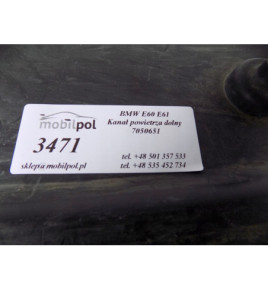 mobilpol
3471
sklep@mobilpol.pl
BMW E60 E61
Kanał powietrza dolny
7050651
tel. +48 501 357 533
tel. +48 535 452 734